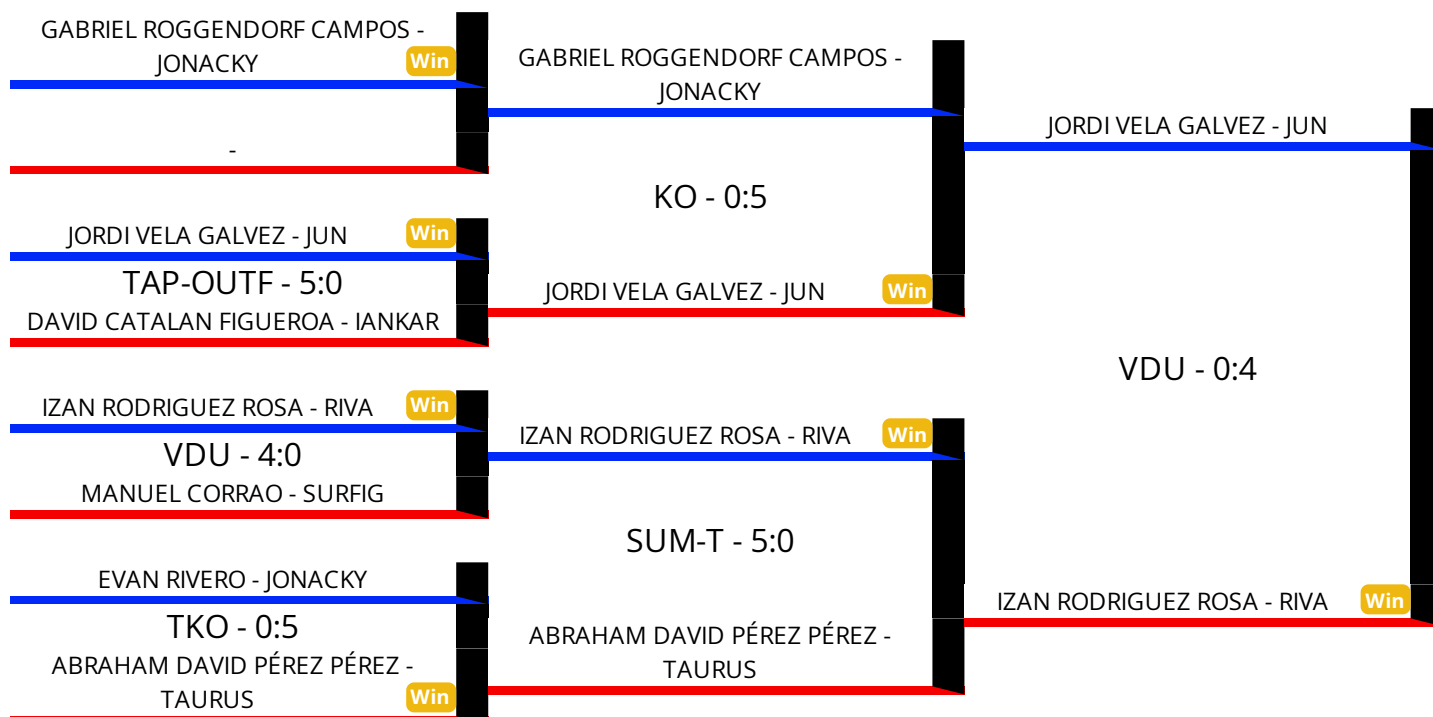 GABRIEL ROGGENDORF CAMPOS -
JONACKY
Win
-
JORDI VELA GALVEZ - JUN
Win
TAP-OUTF - 5:0
DAVID CATALAN FIGUEROA - IANKAR
IZAN RODRIGUEZ ROSA - RIVA
Win
VDU - 4:0
MANUEL CORRAO - SURFIG
EVAN RIVERO - JONACKY
TKO - 0:5
ABRAHAM DAVID PÉREZ PÉREZ -
TAURUS
Win
GABRIEL ROGGENDORF CAMPOS -
JONACKY
KO - 0:5
JORDI VELA GALVEZ - JUN
Win
IZAN RODRIGUEZ ROSA - RIVA
Win
SUM-T - 5:0
ABRAHAM DAVID PÉREZ PÉREZ -
TAURUS
JORDI VELA GALVEZ - JUN
VDU - 0:4
IZAN RODRIGUEZ ROSA - RIVA
Win